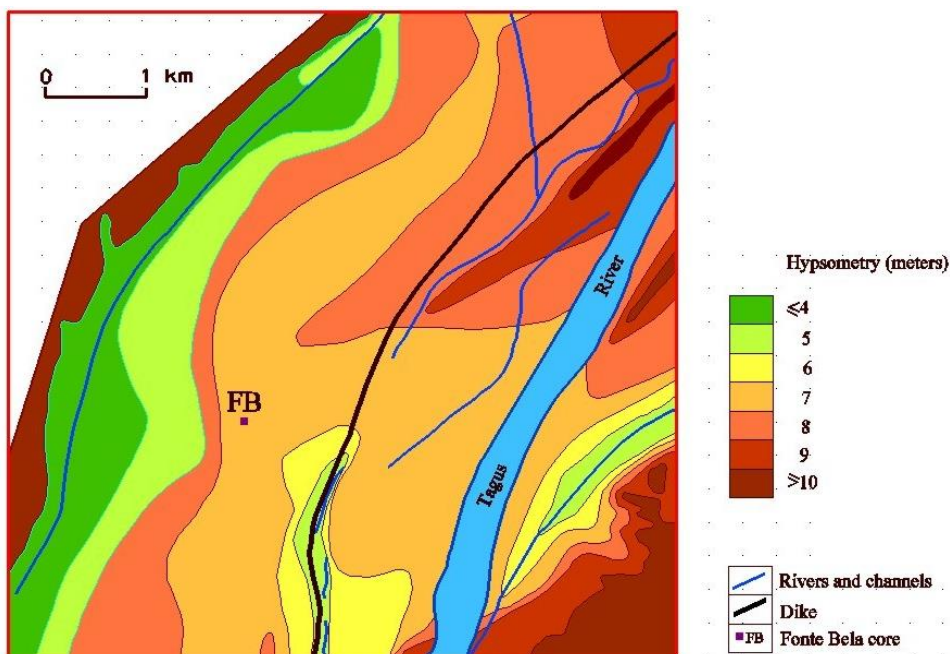 0 1 km
River
FB
Tagus
Hypsometry (meters)
⩽4
5
6
7
8
9
⩾10
Rivers and channels
Dike
FB Fonte Bela core